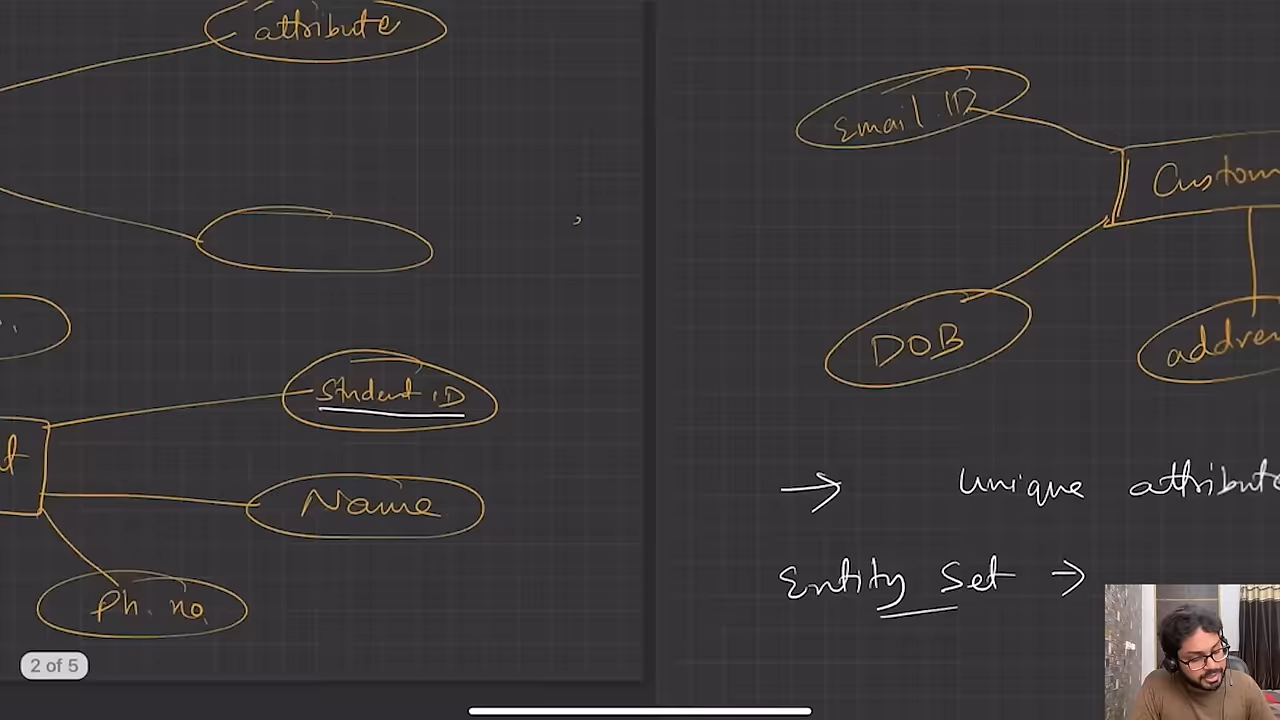 attribute
Student ID
Name
Ph. no.
Email ID
Custom
DOB
addre
→ unique attribute
Entity Set →
2 of 5